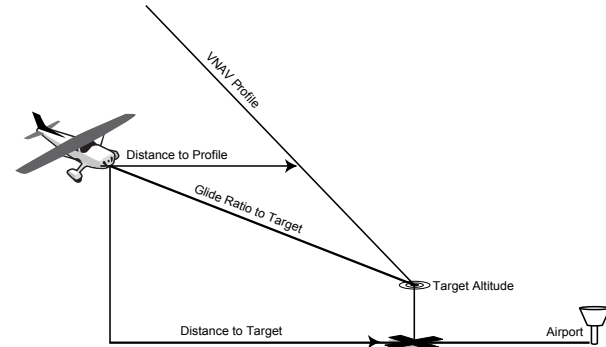 VNAV Profile
Distance to Profile
Glide Ratio to Target
Target Altitude
Distance to Target
Airport